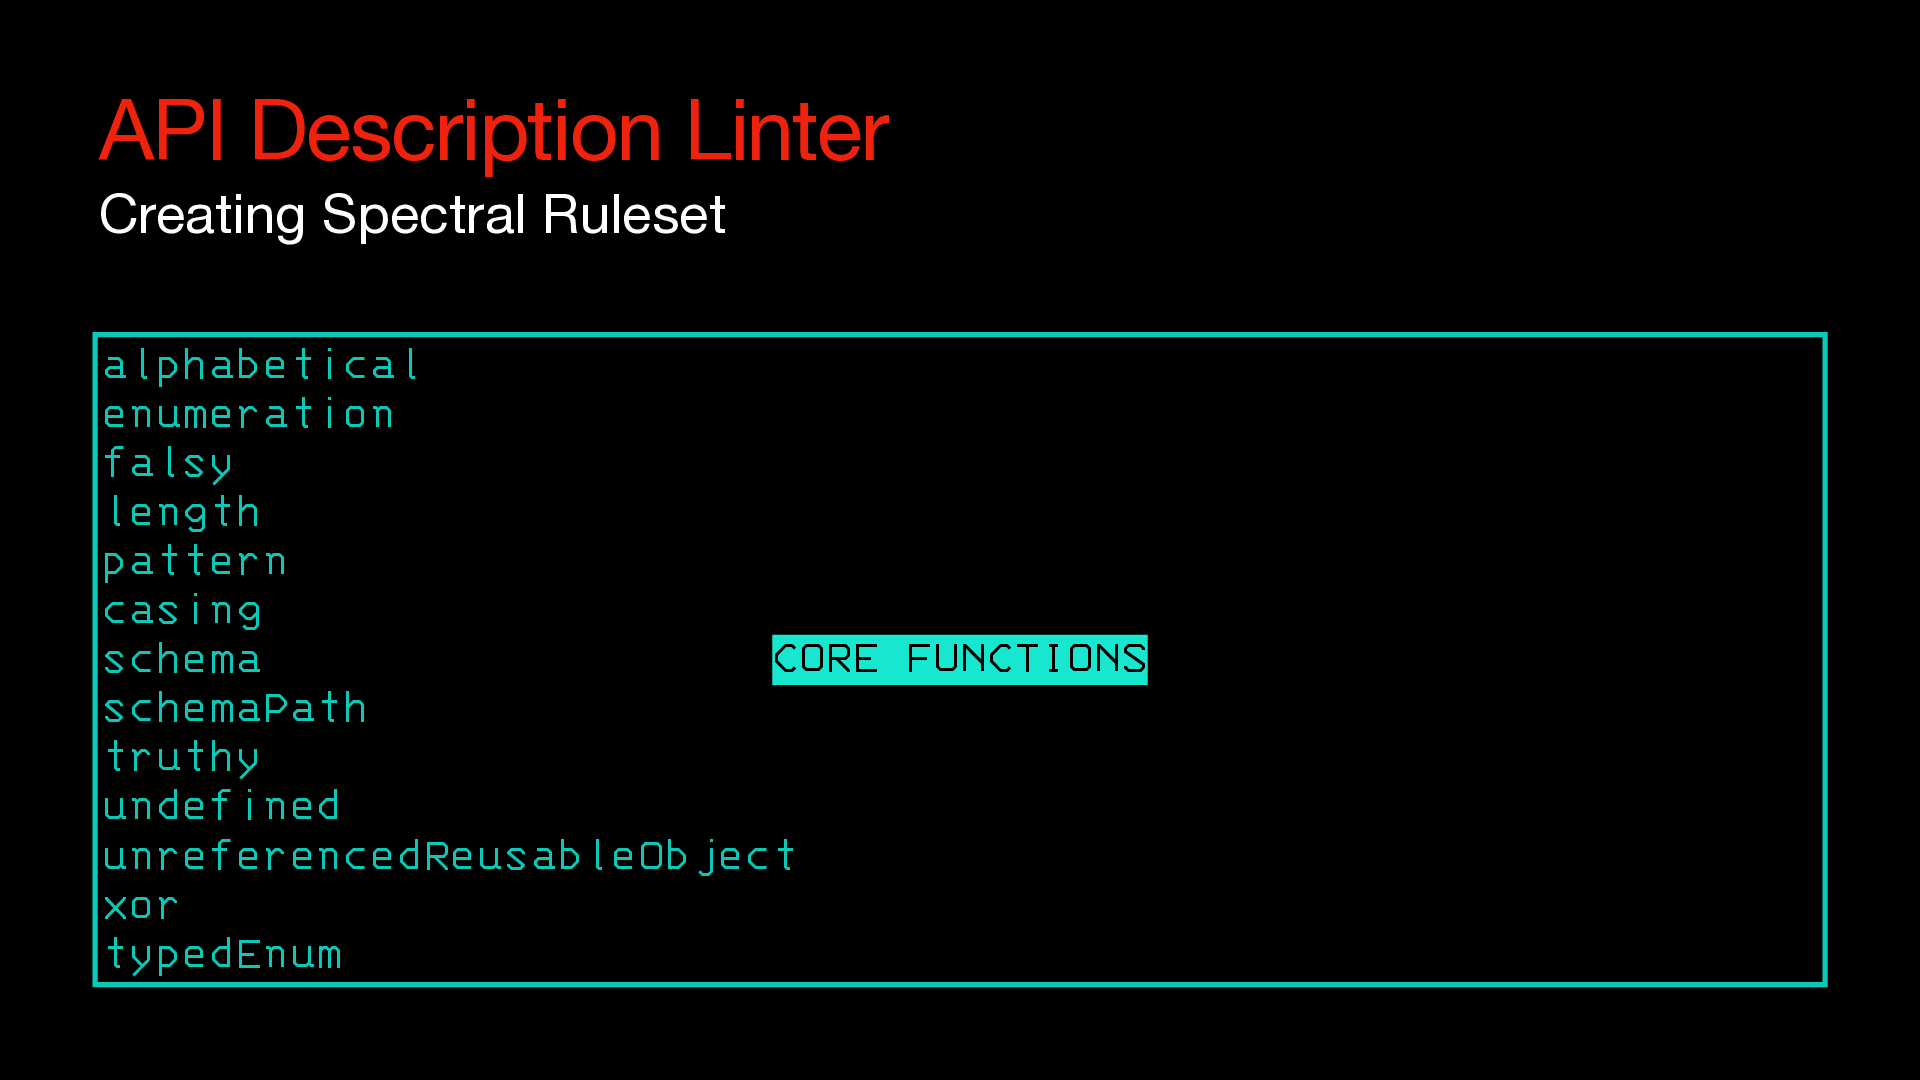 API Description Linter
Creating Spectral Ruleset
alphabetical
enumeration
falsy
length
pattern
casing
schema
CORE FUNCTIONS
schemaPath
truthy
undefined
unreferencedReusableObject
xor
typedEnum